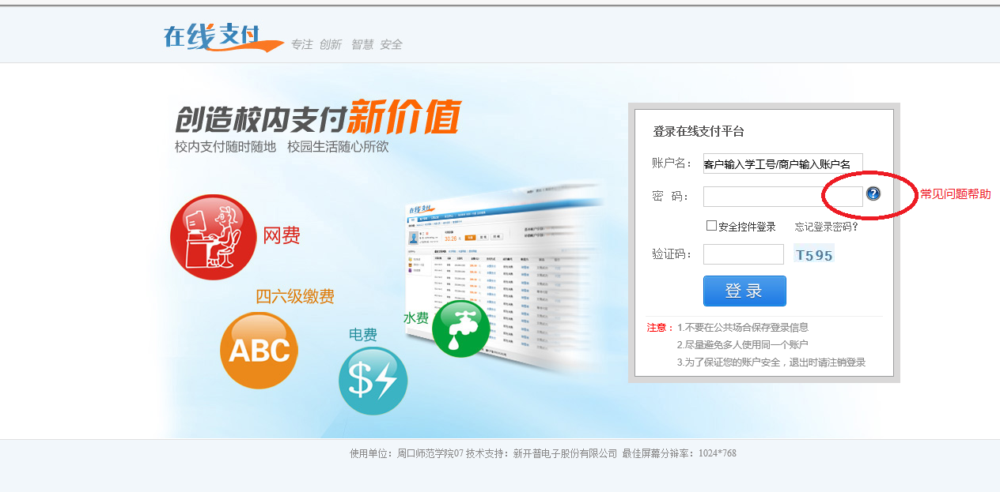 在线支付 专注 创新 智慧 安全
创造校内支付新价值
校内支付随时随地 校园生活随心所欲
登录在线支付平台
账户名： 客户输入学工号/商户输入账户名
密 码： ? 常见问题帮助
安全控件登录 忘记登录密码?
验证码： T595
登 录
注意： 1.不要在公共场合保存登录信息
2.尽量避免多人使用同一个账户
3.为了保证您的账户安全，退出时请注销登录
网费
四六级缴费
ABC
电费
$
水费
在线支付
30.26
使用单位：周口师范学院07 技术支持：新开普电子股份有限公司 最佳屏幕分辩率：1024*768